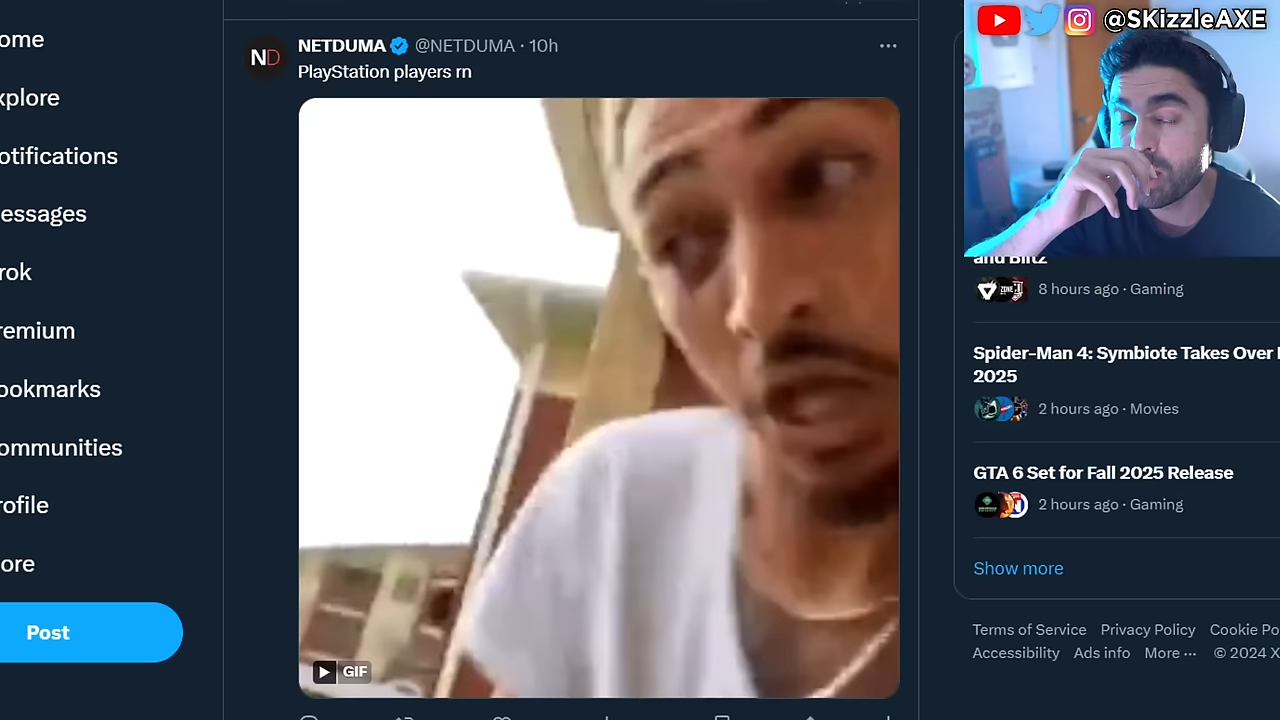 ome
xplore
otifications
essages
rok
remium
ookmarks
ommunities
rofile
ore
Post
ND
NETDUMA @NETDUMA · 10h
PlayStation players rn
GIF
@SKizzleAXE
and Blitz
8 hours ago · Gaming
Spider-Man 4: Symbiote Takes Over
2025
2 hours ago · Movies
GTA 6 Set for Fall 2025 Release
2 hours ago · Gaming
Show more
Terms of Service Privacy Policy Cookie Po
Accessibility Ads info More ··· © 2024 X